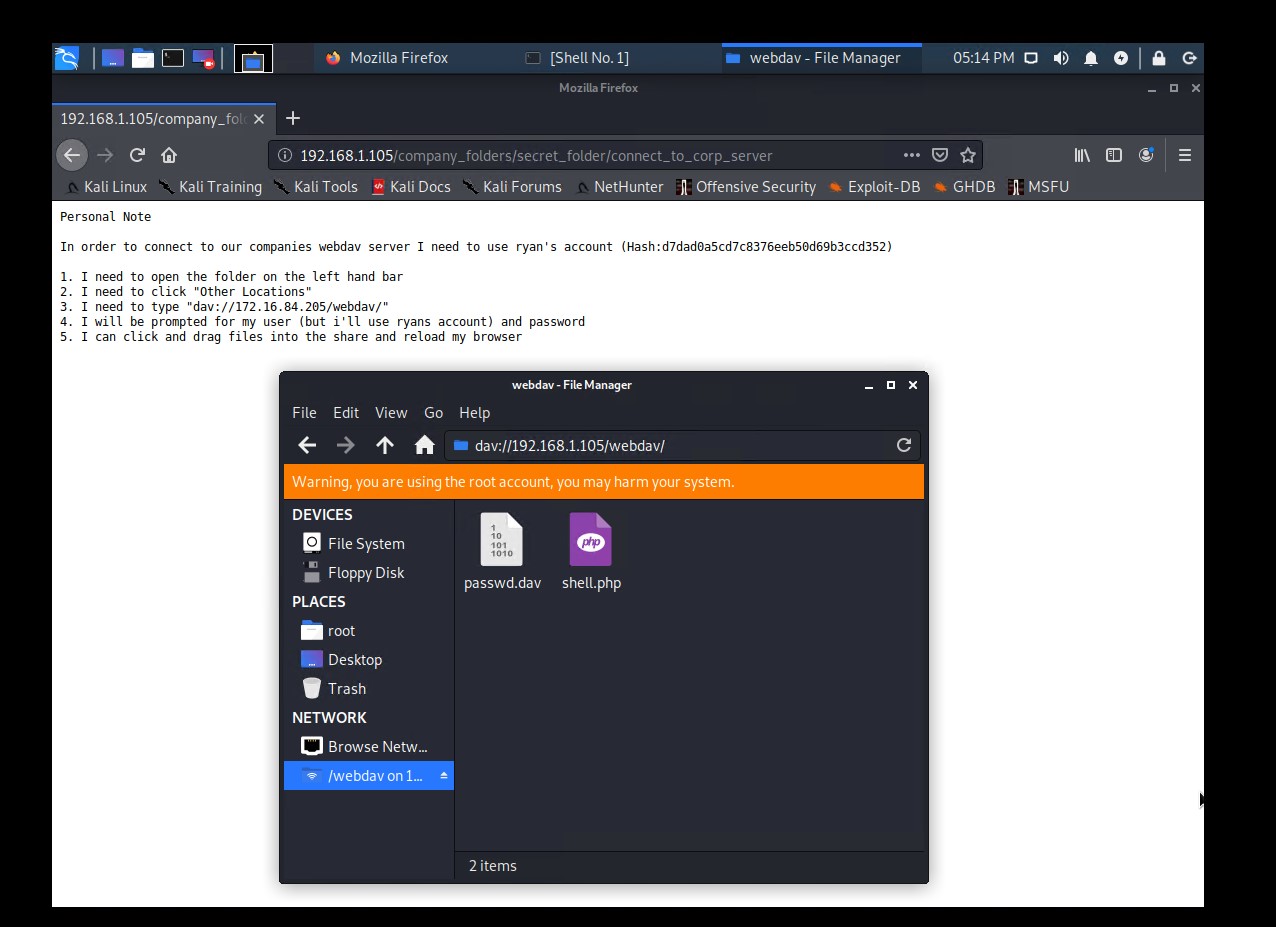 Mozilla Firefox
[Shell No. 1]
webdav - File Manager
05:14 PM
Mozilla Firefox
192.168.1.105/company_fol
192.168.1.105/company_folders/secret_folder/connect_to_corp_server
Kali Linux Kali Training Kali Tools Kali Docs Kali Forums NetHunter Offensive Security Exploit-DB GHDB MSFU
Personal Note
In order to connect to our companies webdav server I need to use ryan's account (Hash:d7dad0a5cd7c8376eeb50d69b3ccd352)
1. I need to open the folder on the left hand bar
2. I need to click "Other Locations"
3. I need to type "dav://172.16.84.205/webdav/"
4. I will be prompted for my user (but i'll use ryans account) and password
5. I can click and drag files into the share and reload my browser
webdav - File Manager
File Edit View Go Help
dav://192.168.1.105/webdav/
Warning, you are using the root account, you may harm your system.
DEVICES
File System
Floppy Disk
PLACES
root
Desktop
Trash
NETWORK
Browse Netw...
/webdav on 1...
1
10
101
1010
passwd.dav
php
shell.php
2 items